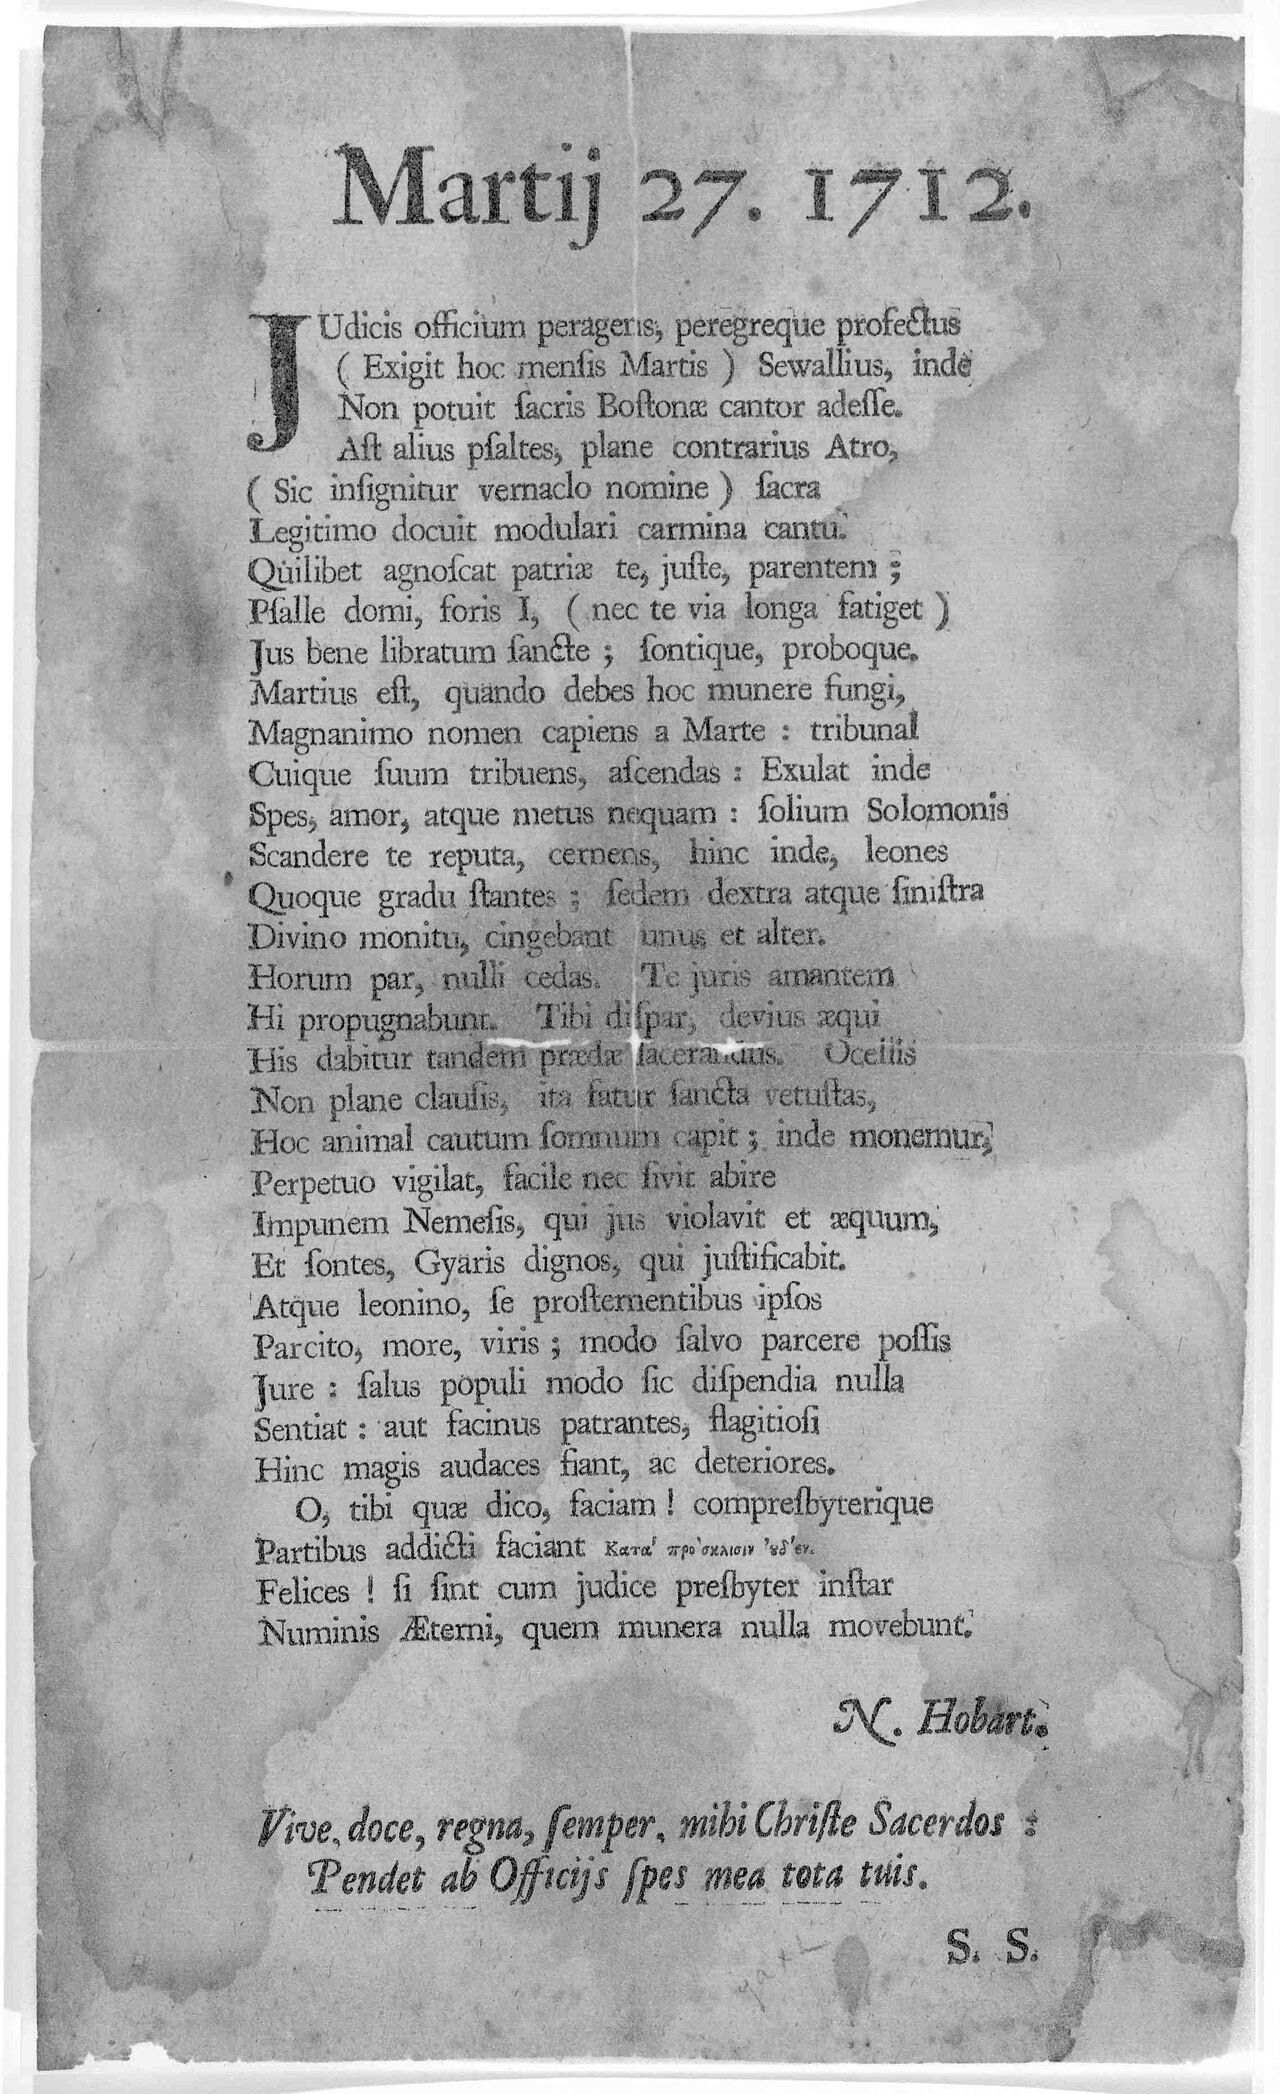 Martij 27. 1712.
JUdicis officium peragens, peregreque profectus
( Exigit hoc menſis Martis ) Sewallius, inde
Non potuit ſacris Boſtonæ cantor adeſſe.
Aſt alius pſaltes, plane contrarius Atro,
( Sic inſignitur vernaclo nomine ) ſacra
Legitimo docuit modulari carmina cantu.
Quilibet agnoſcat patriæ te, juſte, parentem ;
Pſalle domi, foris I, ( nec te via longa fatiget )
Jus bene libratum ſancte ; ſontique, proboque.
Martius eſt, quando debes hoc munere fungi,
Magnanimo nomen capiens a Marte : tribunal
Cuique ſuum tribuens, aſcendas : Exulat inde
Spes, amor, atque metus nequam : ſolium Solomonis
Scandere te reputa, cernens, hinc inde, leones
Quoque gradu ſtantes ; ſedem dextra atque ſiniſtra
Divino monitu, cingebant unus et alter.
Horum par, nulli cedas. Te juris amantem
Hi propugnabunt. Tibi diſpar, devius æqui
His dabitur tandem prædæ lacerandus. Ocellis
Non plane clauſis, ita fatur ſancta vetuſtas,
Hoc animal cautum ſomnum capit ; inde monemur,
Perpetuo vigilat, facile nec ſivit abire
Impunem Nemeſis, qui jus violavit et æquum,
Et ſontes, Gyäris dignos, qui juſtificabit.
Atque leonino, ſe proſternentibus ipſos
Parcito, more, viris ; modo ſalvo parcere poſſis
Jure : ſalus populi modo ſic diſpendia nulla
Sentiat : aut facinus patrantes, flagitioſi
Hinc magis audaces fiant, ac deteriores.
O, tibi quæ dico, faciam ! compreſbyterique
Partibus addicti faciant Κατα' προ'σκλισιν 'ȣδ'εν.
Felices ! ſi ſint cum judice preſbyter inſtar
Numinis Æterni, quem munera nulla movebunt.
N. Hobart.
Vive, doce, regna, ſemper, mihi Chriſte Sacerdos :
Pendet ab Officijs ſpes mea tota tuis.
S. S.